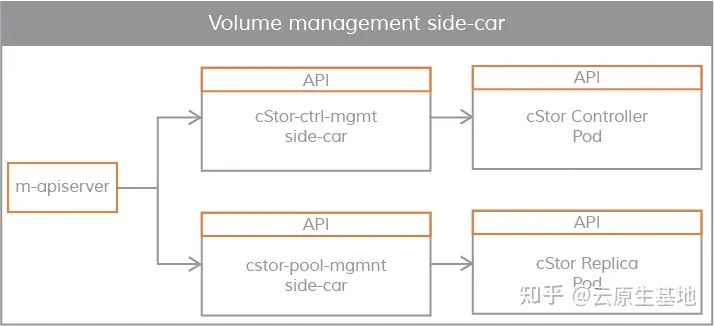 Volume management side-car
API
cStor-ctrl-mgmt
side-car
API
cStor Controller
Pod
m-apiserver
API
cstor-pool-mgmnt
side-car
API
cStor Replica
Pod
知乎 @云原生基地